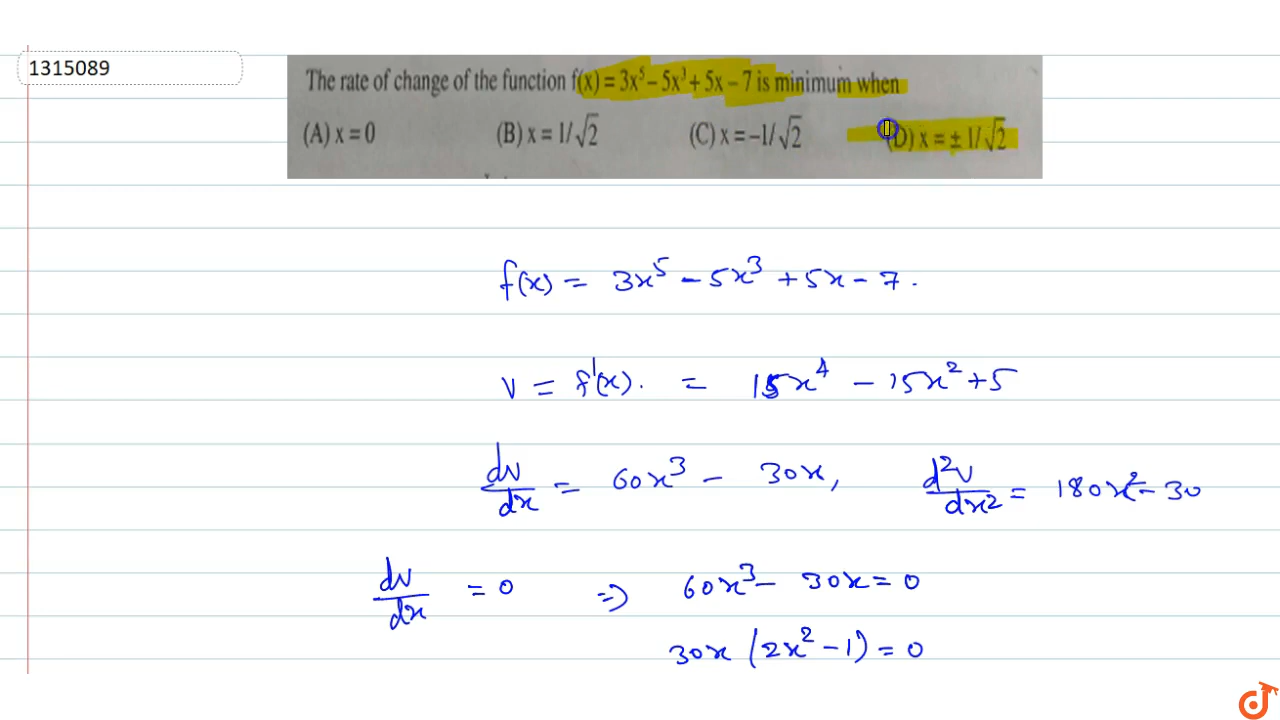 1315089
The rate of change of the function f(x) = 3x⁵ – 5x³ + 5x – 7 is minimum when
(A) x = 0 (B) x = 1/√2 (C) x = –1/√2 (D) x = ± 1/√2
f(x) = 3x⁵ – 5x³ + 5x – 7.
v = f'(x). = 15x⁴ – 15x² + 5
dv/dx = 60x³ – 30x, d²v/dx² = 180x² – 30
dv/dx = 0 ⇒ 60x³ – 30x = 0
30x (2x² – 1) = 0